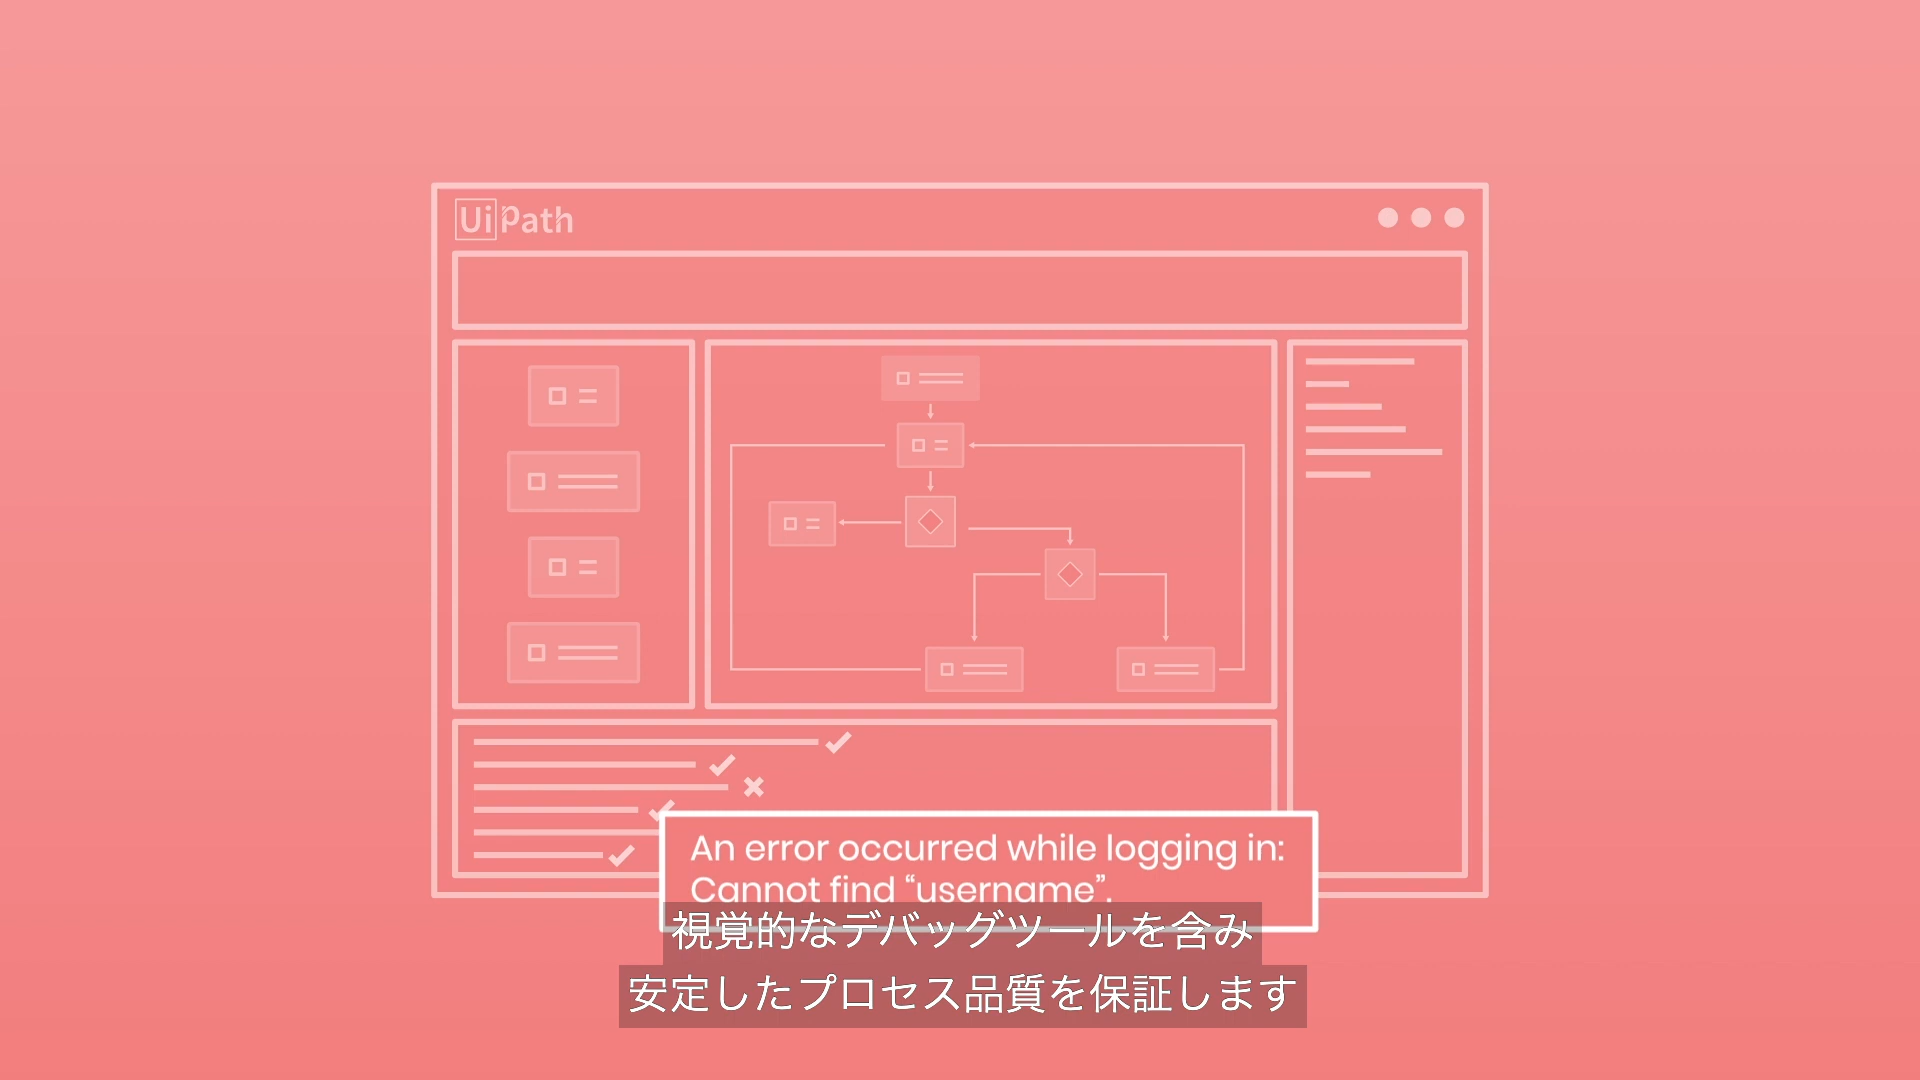 UiPath
An error occurred while logging in:
Cannot find “username”.
視覚的なデバッグツールを含み
安定したプロセス品質を保証します